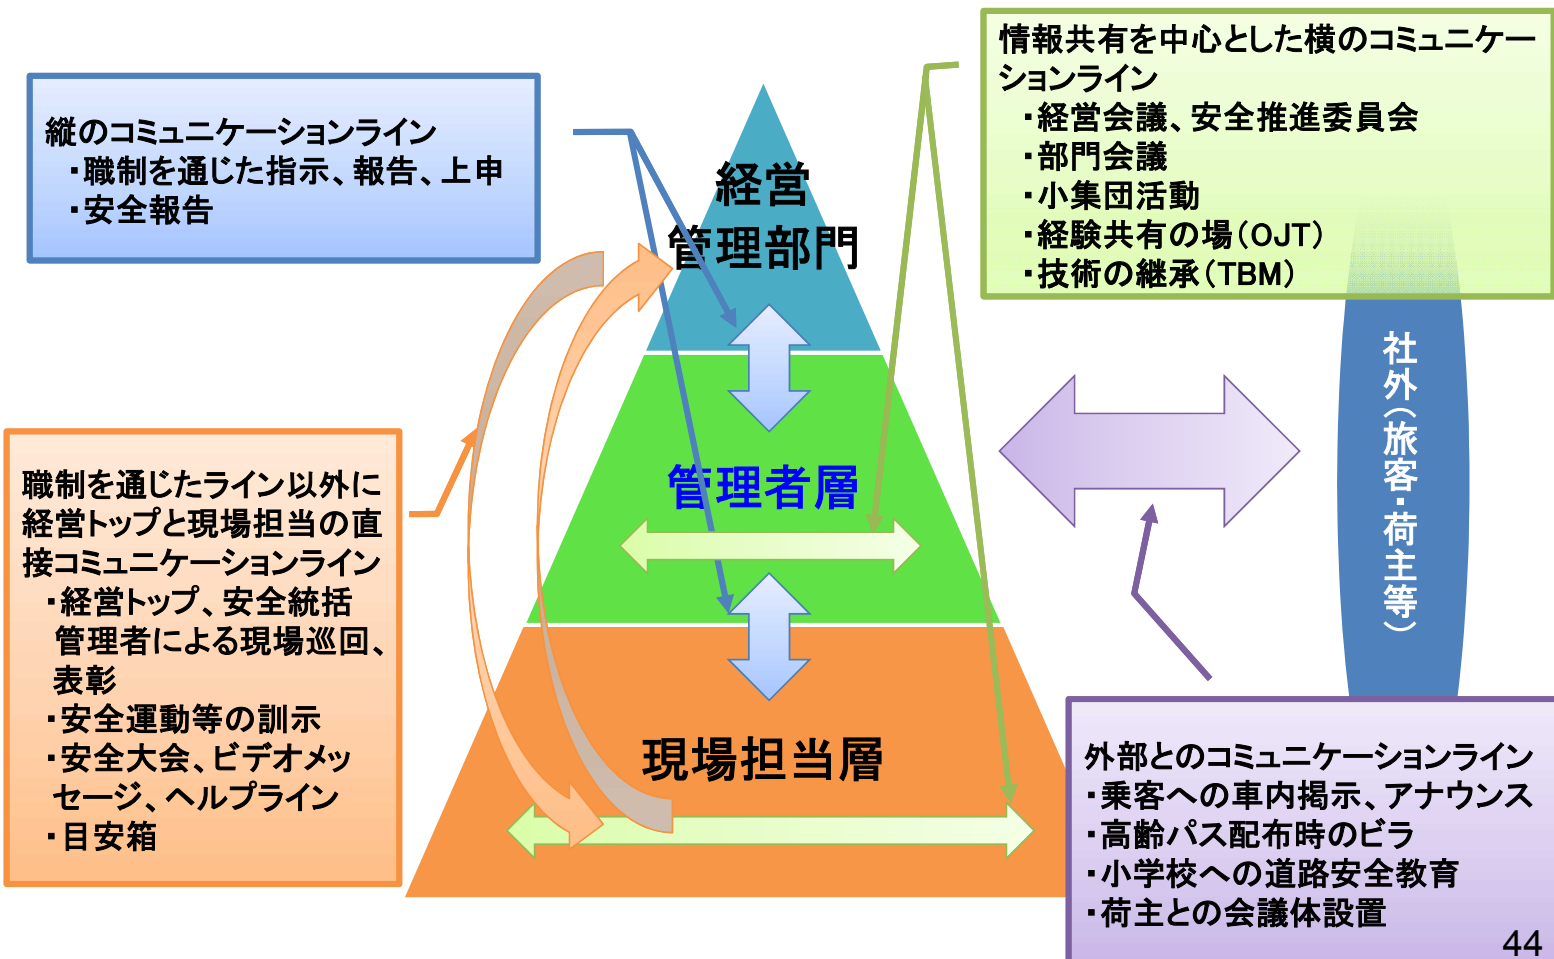 縦のコミュニケーションライン
・職制を通じた指示、報告、上申
・安全報告
情報共有を中心とした横のコミュニケー
ションライン
・経営会議、安全推進委員会
・部門会議
・小集団活動
・経験共有の場（OJT）
・技術の継承（TBM）
経営
管理部門
管理者層
現場担当層
社外（旅客・荷主等）
職制を通じたライン以外に
経営トップと現場担当の直
接コミュニケーションライン
・経営トップ、安全統括
管理者による現場巡回、
表彰
・安全運動等の訓示
・安全大会、ビデオメッ
セージ、ヘルプライン
・目安箱
外部とのコミュニケーションライン
・乗客への車内掲示、アナウンス
・高齢パス配布時のビラ
・小学校への道路安全教育
・荷主との会議体設置
44